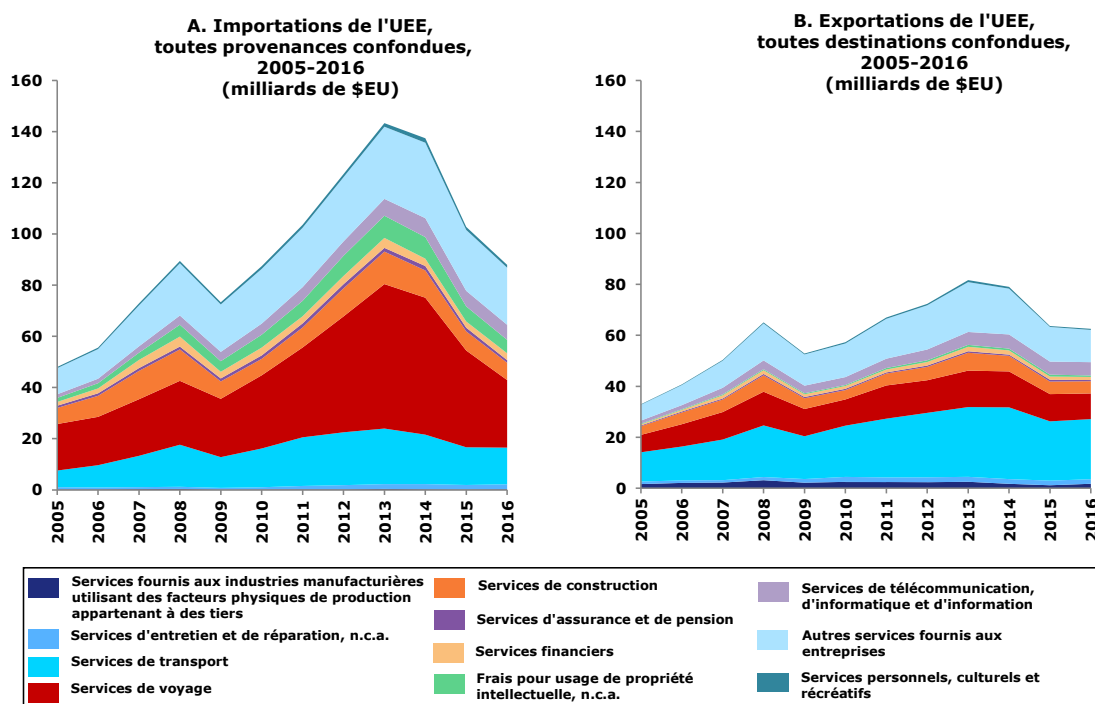 A. Importations de l'UEE,
toutes provenances confondues,
2005-2016
(milliards de $EU)
160
140
120
100
80
60
40
20
0
2005
2006
2007
2008
2009
2010
2011
2012
2013
2014
2015
2016
B. Exportations de l'UEE,
toutes destinations confondues,
2005-2016
(milliards de $EU)
160
140
120
100
80
60
40
20
0
2005
2006
2007
2008
2009
2010
2011
2012
2013
2014
2015
2016
Services fournis aux industries manufacturières
utilisant des facteurs physiques de production
appartenant à des tiers
Services d'entretien et de réparation, n.c.a.
Services de transport
Services de voyage
Services de construction
Services d'assurance et de pension
Services financiers
Frais pour usage de propriété
intellectuelle, n.c.a.
Services de télécommunication,
d'informatique et d'information
Autres services fournis aux
entreprises
Services personnels, culturels et
récréatifs